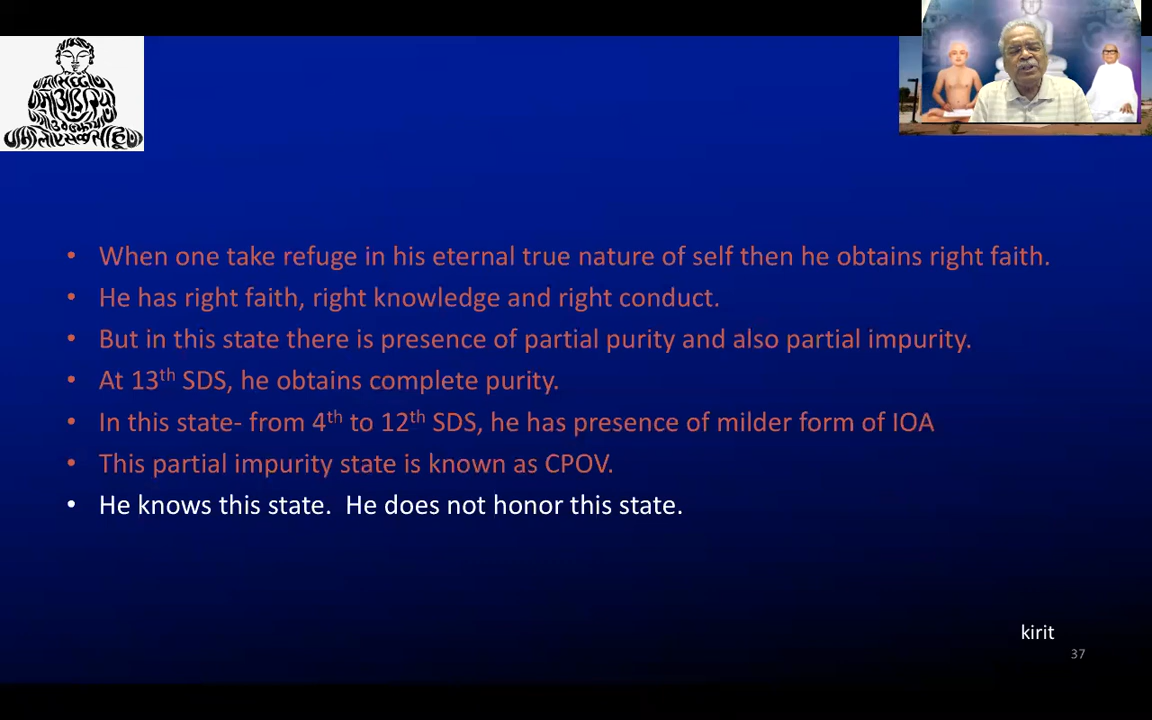 • When one take refuge in his eternal true nature of self then he obtains right faith.
• He has right faith, right knowledge and right conduct.
• But in this state there is presence of partial purity and also partial impurity.
• At 13th SDS, he obtains complete purity.
• In this state- from 4th to 12th SDS, he has presence of milder form of IOA
• This partial impurity state is known as CPOV.
• He knows this state.  He does not honor this state.
kirit
37